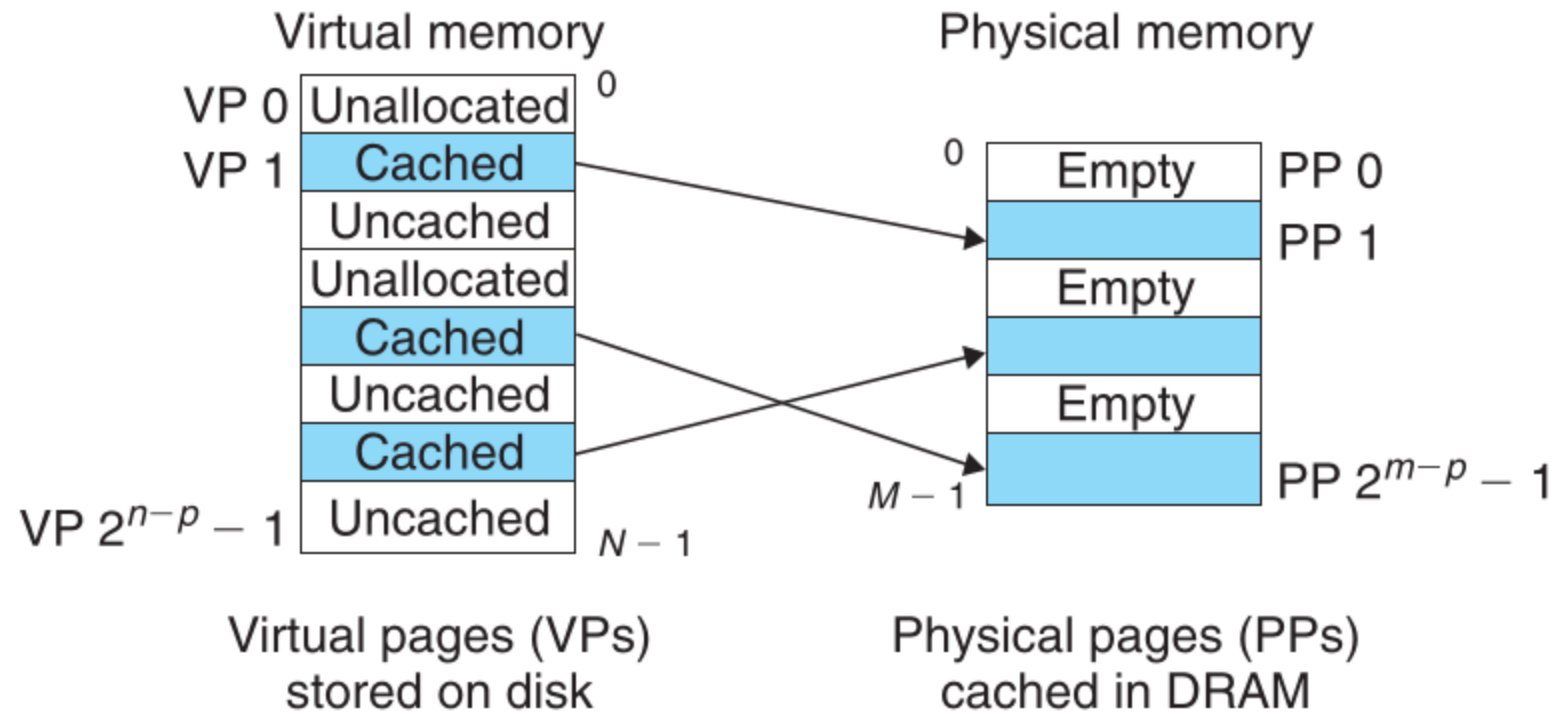 Virtual memory
Physical memory
VP 0 Unallocated 0
VP 1 Cached
Uncached
Unallocated
Cached
Uncached
Cached
VP 2ⁿ⁻ᵖ – 1 Uncached N – 1
0 Empty PP 0
PP 1
Empty
Empty
M – 1 PP 2ᵐ⁻ᵖ – 1
Virtual pages (VPs)
stored on disk
Physical pages (PPs)
cached in DRAM